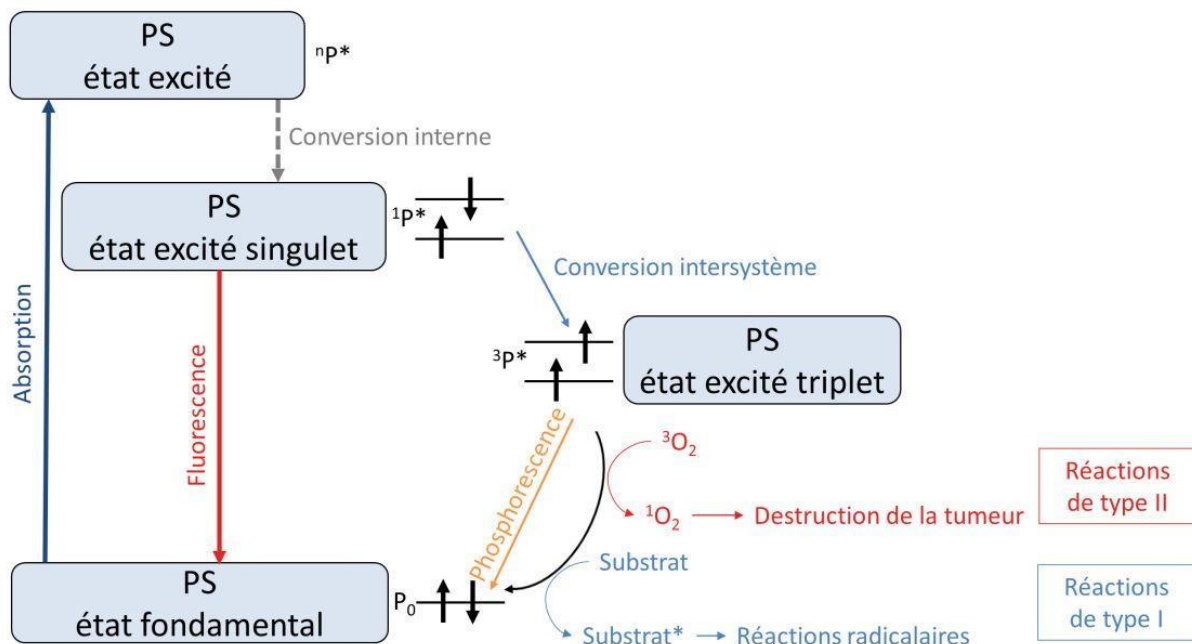 PS
état excité
ⁿP*
Conversion interne
PS
état excité singulet
¹P*
Conversion intersystème
Absorption
Fluorescence
³P*
PS
état excité triplet
Phosphorescence
³O₂
¹O₂
Destruction de la tumeur
Réactions
de type II
Substrat
PS
état fondamental
P₀
Substrat*
Réactions radicalaires
Réactions
de type I